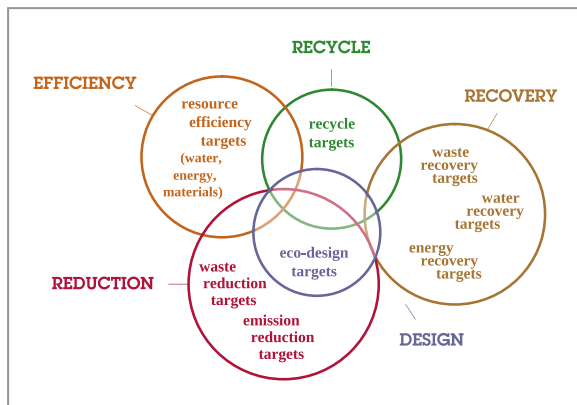 RECYCLE
EFFICIENCY
RECOVERY
resource
efficiency
targets
(water,
energy,
materials)
recycle
targets
waste
recovery
targets
water
recovery
targets
energy
recovery
targets
eco-design
targets
REDUCTION
waste
reduction
targets
emission
reduction
targets
DESIGN